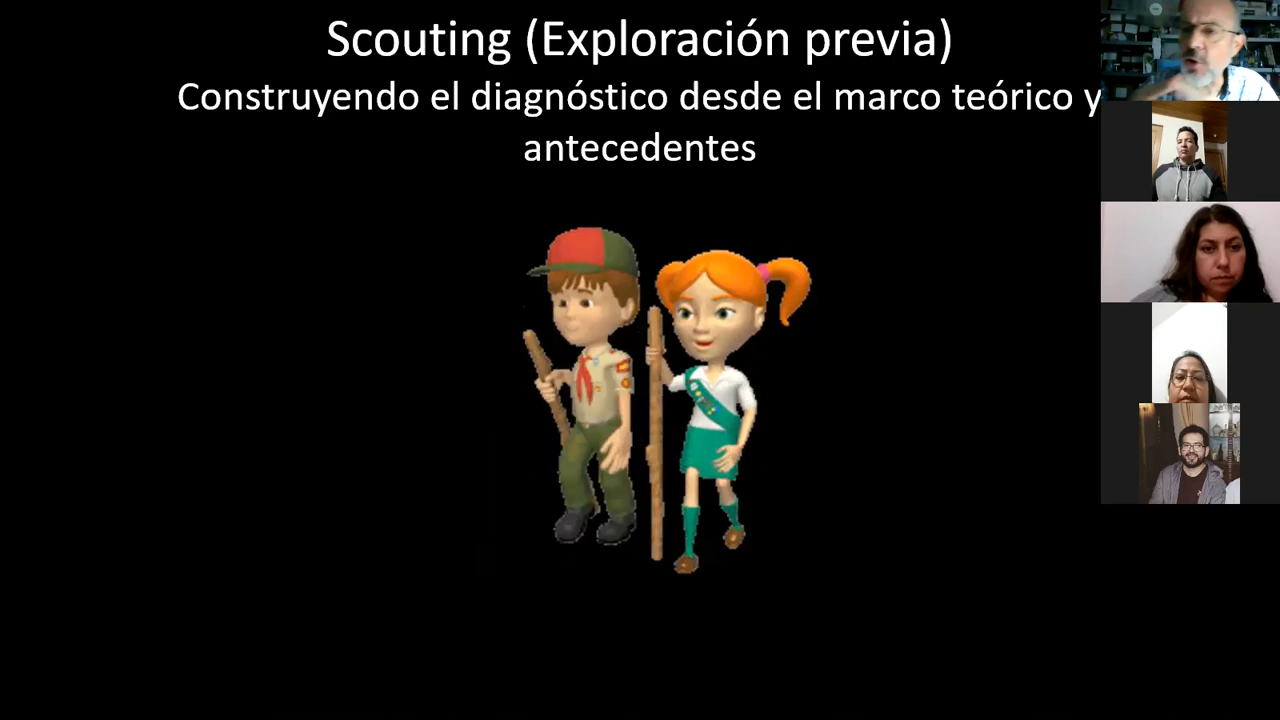 Scouting (Exploración previa)
Construyendo el diagnóstico desde el marco teórico y
antecedentes